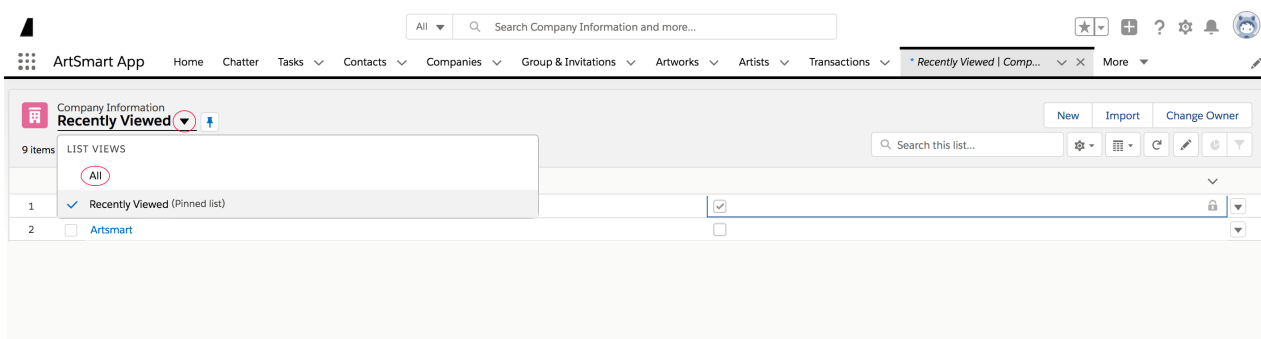 All Search Company Information and more...
ArtSmart App Home Chatter Tasks Contacts Companies Group & Invitations Artworks Artists Transactions * Recently Viewed | Comp... More
Company Information
Recently Viewed
New Import Change Owner
9 items
Search this list...
LIST VIEWS
All
Recently Viewed (Pinned list)
1
2 Artsmart